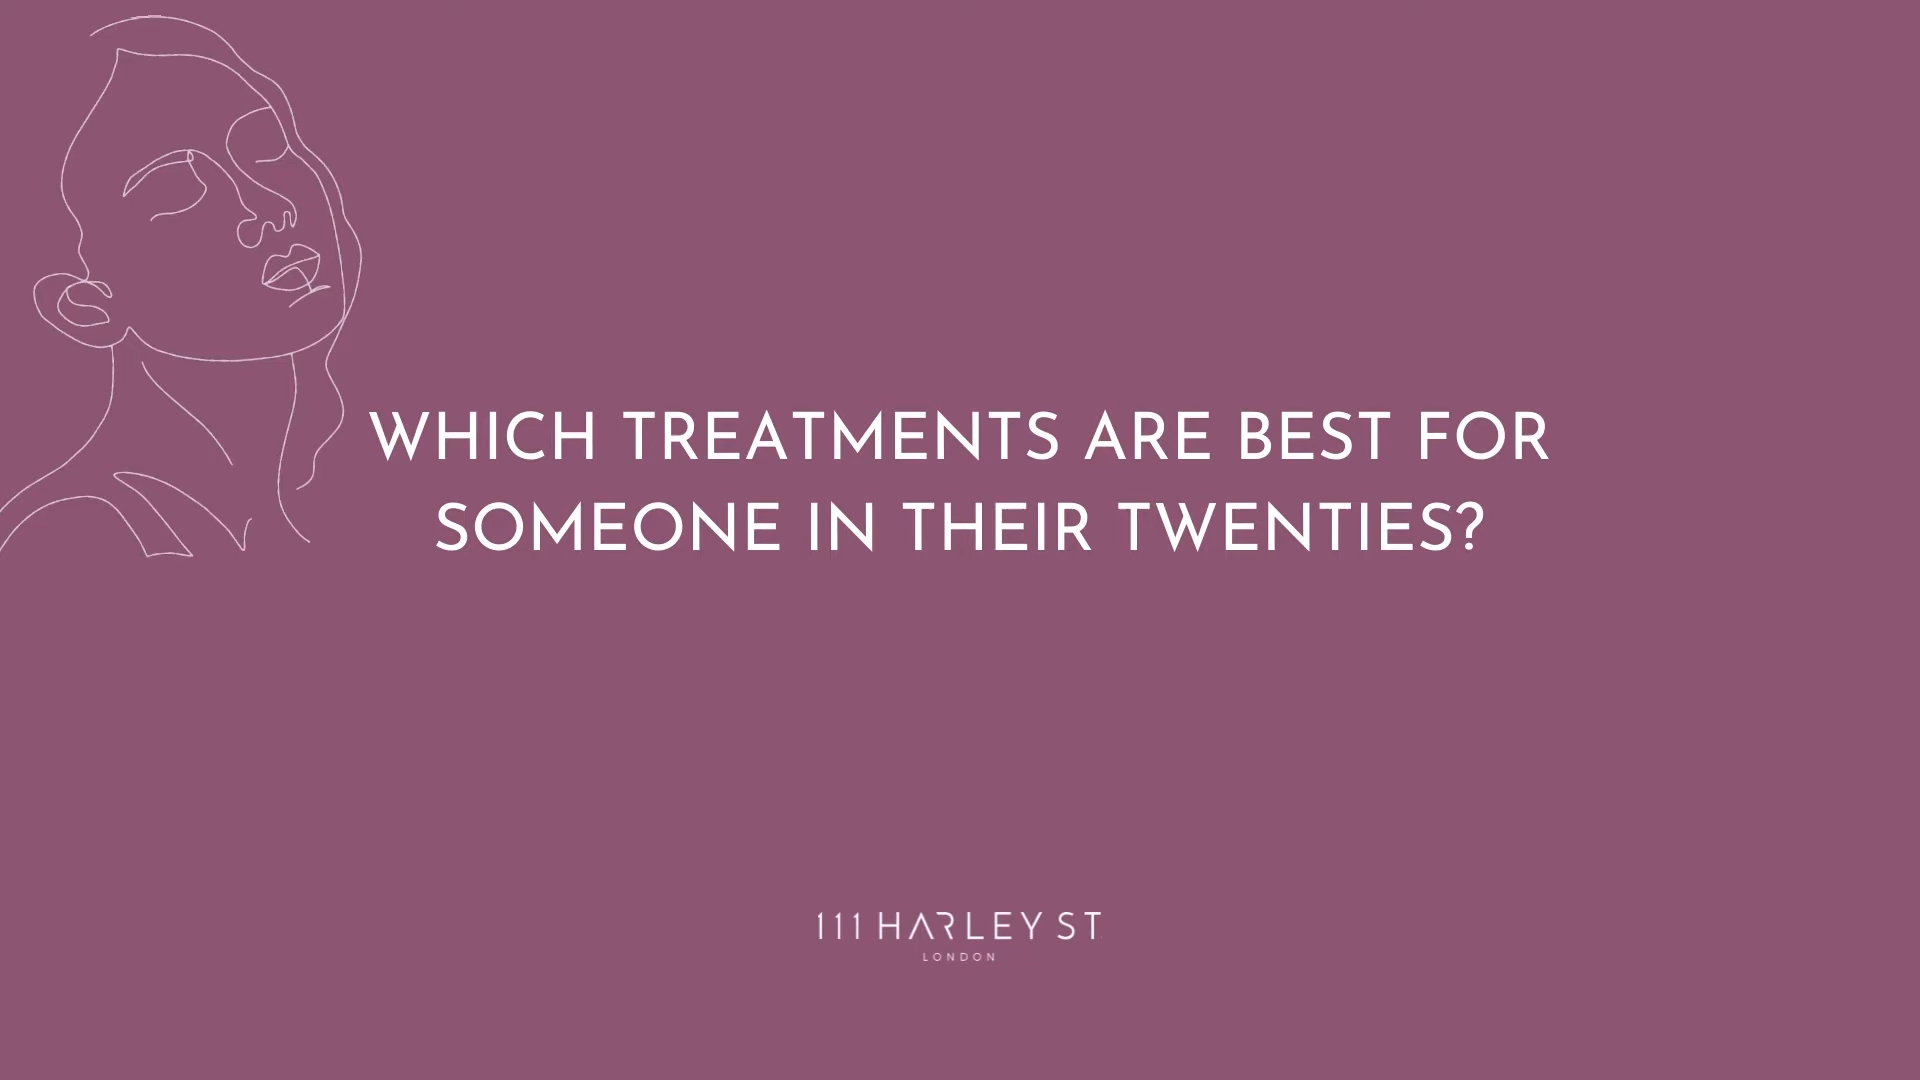 WHICH TREATMENTS ARE BEST FOR
SOMEONE IN THEIR TWENTIES?
111 HARLEY ST
LONDON